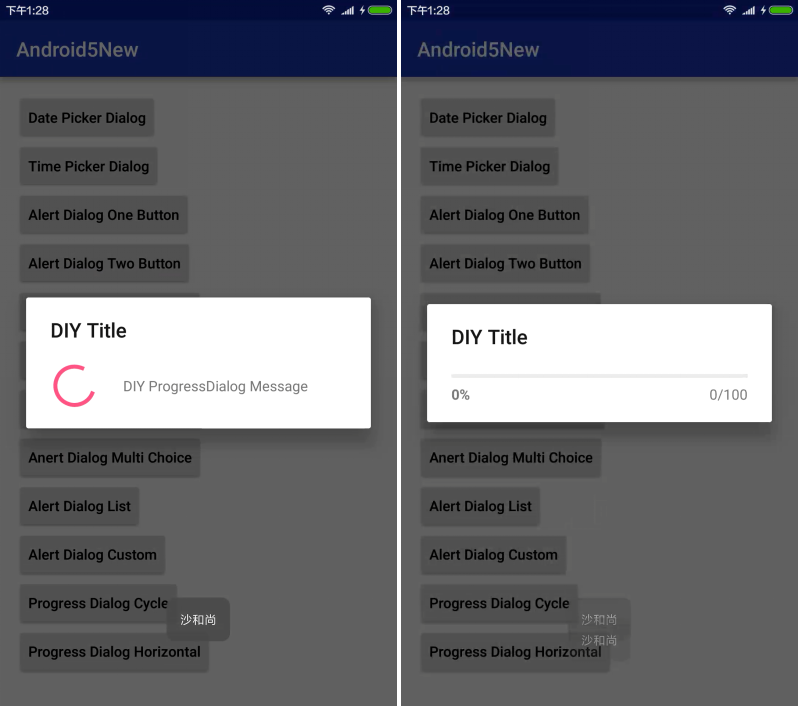 下午1:28
Android5New
Date Picker Dialog
Time Picker Dialog
Alert Dialog One Button
Alert Dialog Two Button
DIY Title
DIY ProgressDialog Message
Anert Dialog Multi Choice
Alert Dialog List
Alert Dialog Custom
Progress Dialog Cycle
沙和尚
Progress Dialog Horizontal
下午1:28
Android5New
Date Picker Dialog
Time Picker Dialog
Alert Dialog One Button
Alert Dialog Two Button
DIY Title
0% 0/100
Anert Dialog Multi Choice
Alert Dialog List
Alert Dialog Custom
Progress Dialog Cycle
沙和尚
沙和尚
Progress Dialog Horizontal